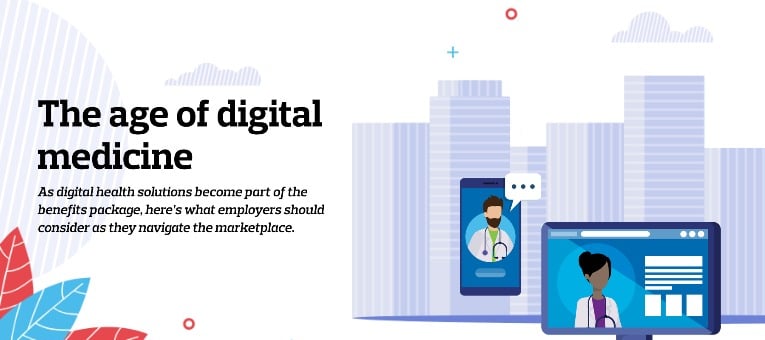 The age of digital
medicine
As digital health solutions become part of the
benefits package, here's what employers should
consider as they navigate the marketplace.